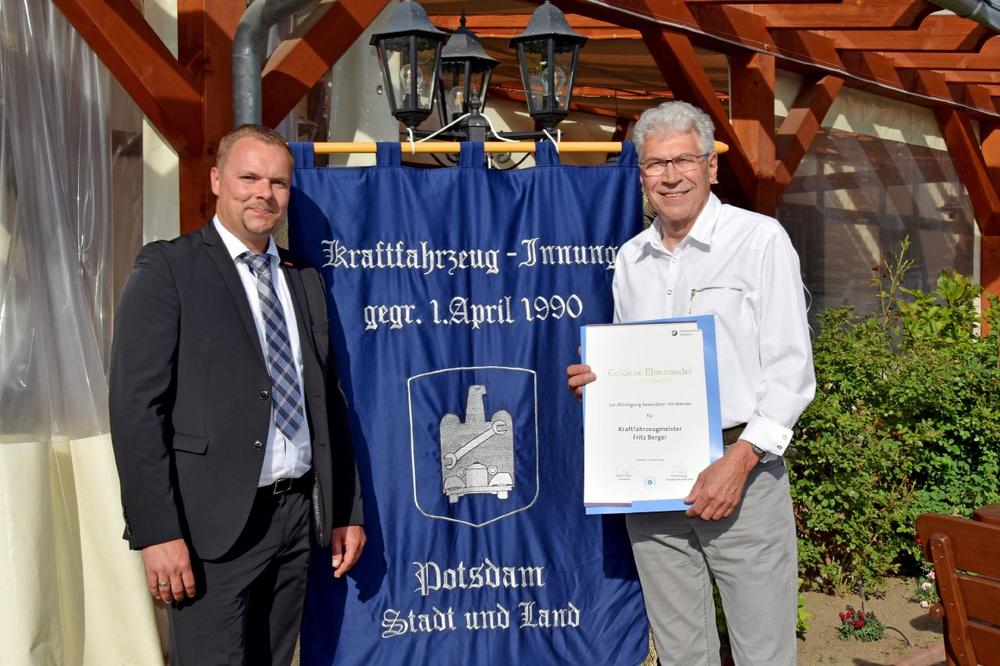 Kraftfahrzeug - Innung
gegr. 1. April 1990
Potsdam
Stadt und Land
Goldene Ehrennadel
zur Würdigung besonderer Verdienste
für
Kraftfahrzeugmeister
Fritz Berger